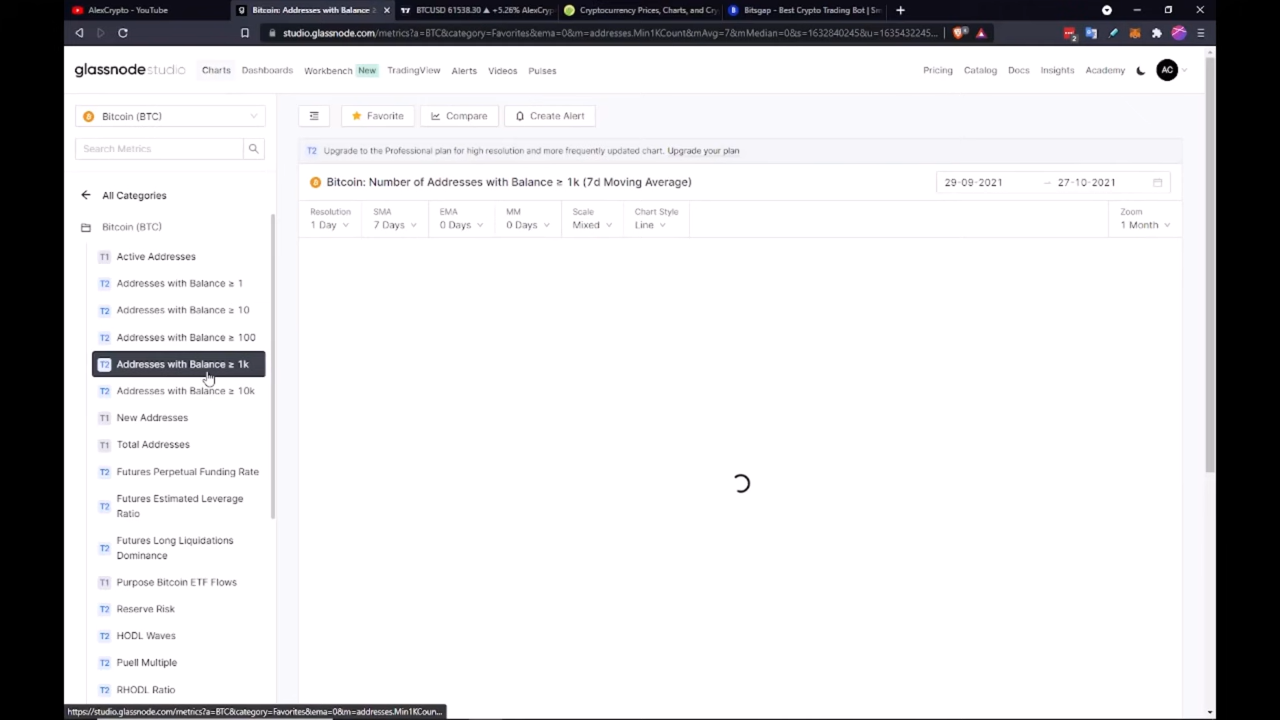 AlexCrypto - YouTube
Bitcoin: Addresses with Balance ≥
BTCUSD 61538.30 ▲ +5.26% AlexCryp
Cryptocurrency Prices, Charts, and Cry
Bitsgap - Best Crypto Trading Bot | Sm
studio.glassnode.com/metrics?a=BTC&category=Favorites&ema=0&m=addresses.Min1KCount&mAvg=7&mMedian=0&s=1632840245&u=1635432245...
glassnode studio
Charts
Dashboards
Workbench New
TradingView
Alerts
Videos
Pulses
Pricing
Catalog
Docs
Insights
Academy
AC
Bitcoin (BTC)
Search Metrics
All Categories
Bitcoin (BTC)
T1 Active Addresses
T2 Addresses with Balance ≥ 1
T2 Addresses with Balance ≥ 10
T2 Addresses with Balance ≥ 100
T2 Addresses with Balance ≥ 1k
T2 Addresses with Balance ≥ 10k
T1 New Addresses
T1 Total Addresses
T2 Futures Perpetual Funding Rate
T2 Futures Estimated Leverage
Ratio
T2 Futures Long Liquidations
Dominance
T1 Purpose Bitcoin ETF Flows
T2 Reserve Risk
T2 HODL Waves
T2 Puell Multiple
T2 RHODL Ratio
Favorite
Compare
Create Alert
T2 Upgrade to the Professional plan for high resolution and more frequently updated chart. Upgrade your plan
Bitcoin: Number of Addresses with Balance ≥ 1k (7d Moving Average)
29-09-2021 → 27-10-2021
Resolution
1 Day
SMA
7 Days
EMA
0 Days
MM
0 Days
Scale
Mixed
Chart Style
Line
Zoom
1 Month
https://studio.glassnode.com/metrics?a=BTC&category=Favorites&ema=0&m=addresses.Min1KCoun...